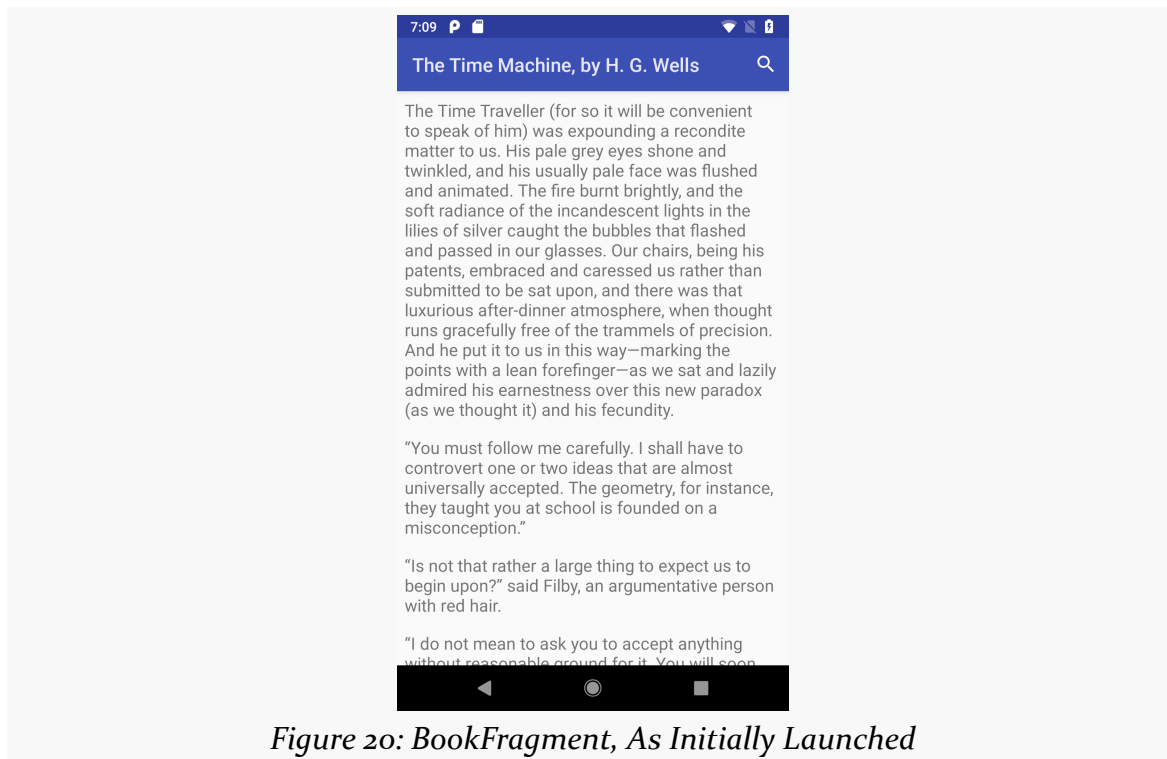 7:09
The Time Machine, by H. G. Wells
The Time Traveller (for so it will be convenient
to speak of him) was expounding a recondite
matter to us. His pale grey eyes shone and
twinkled, and his usually pale face was flushed
and animated. The fire burnt brightly, and the
soft radiance of the incandescent lights in the
lilies of silver caught the bubbles that flashed
and passed in our glasses. Our chairs, being his
patents, embraced and caressed us rather than
submitted to be sat upon, and there was that
luxurious after-dinner atmosphere, when thought
runs gracefully free of the trammels of precision.
And he put it to us in this way—marking the
points with a lean forefinger—as we sat and lazily
admired his earnestness over this new paradox
(as we thought it) and his fecundity.
“You must follow me carefully. I shall have to
controvert one or two ideas that are almost
universally accepted. The geometry, for instance,
they taught you at school is founded on a
misconception.”
“Is not that rather a large thing to expect us to
begin upon?” said Filby, an argumentative person
with red hair.
“I do not mean to ask you to accept anything
without reasonable ground for it. You will soon
Figure 20: BookFragment, As Initially Launched